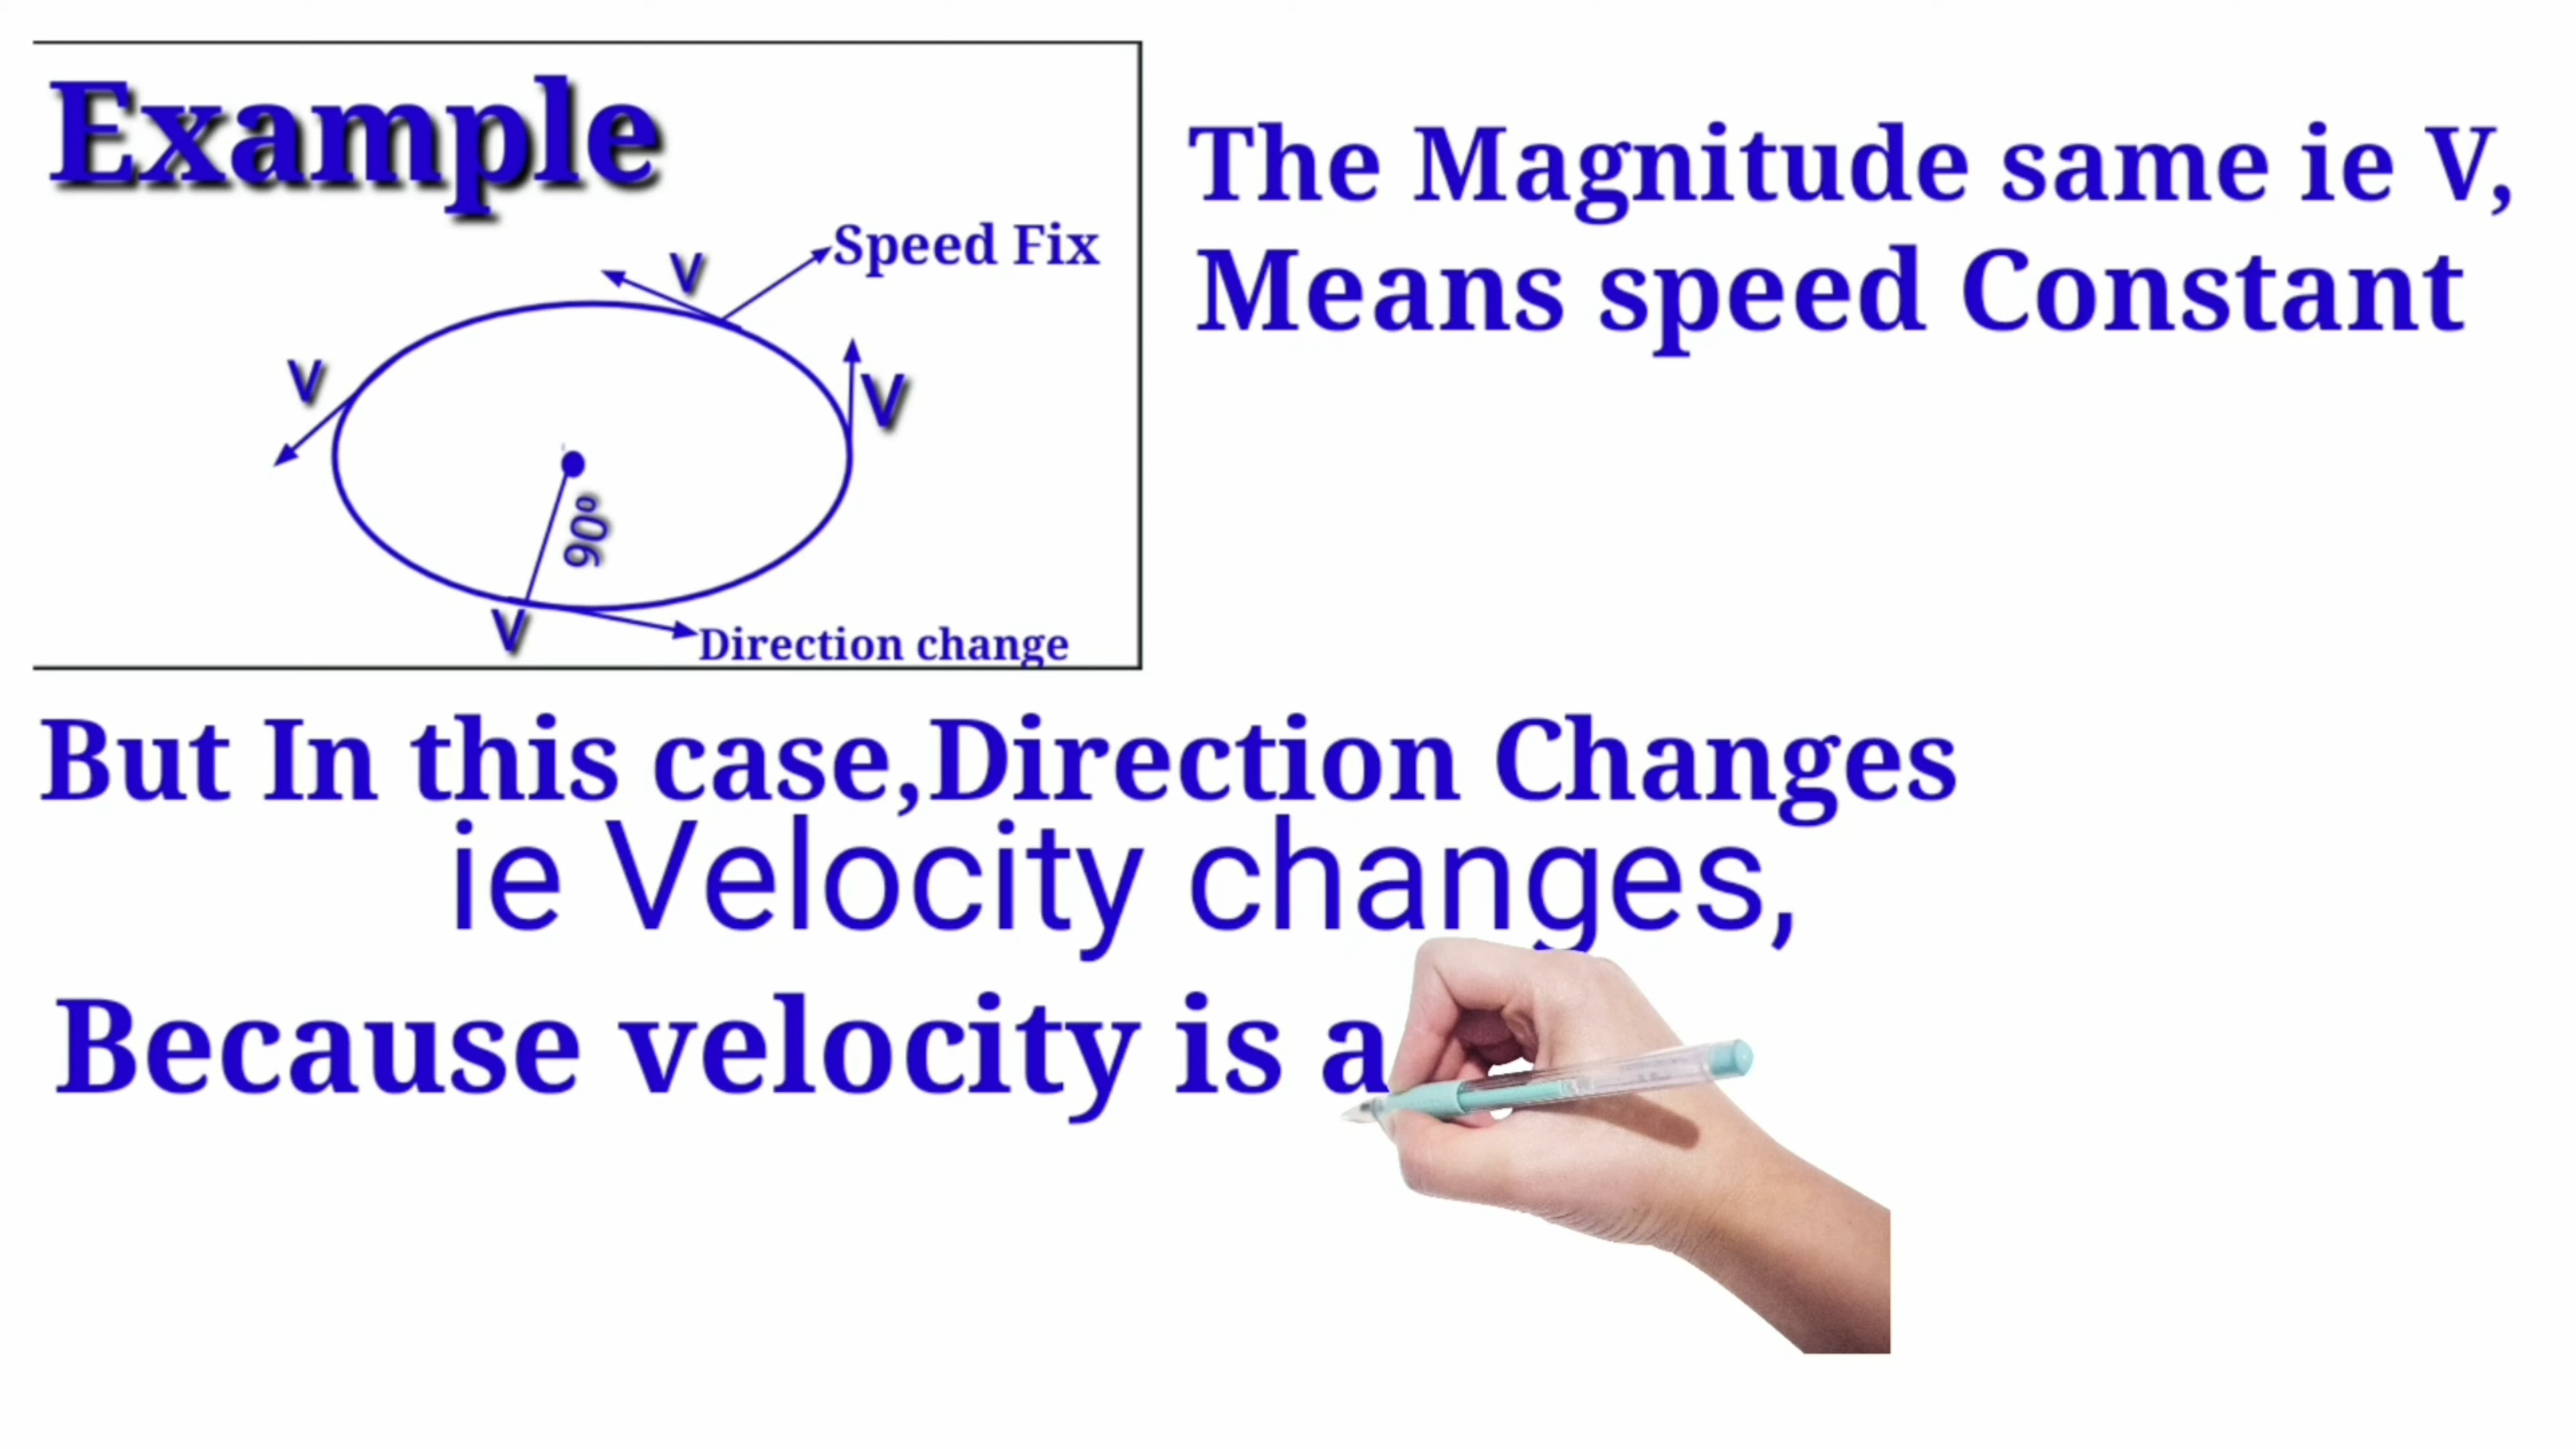 Example
The Magnitude same ie V,
Means speed Constant
Speed Fix
V
V
V
90º
V
Direction change
But In this case,Direction Changes
ie Velocity changes,
Because velocity is a